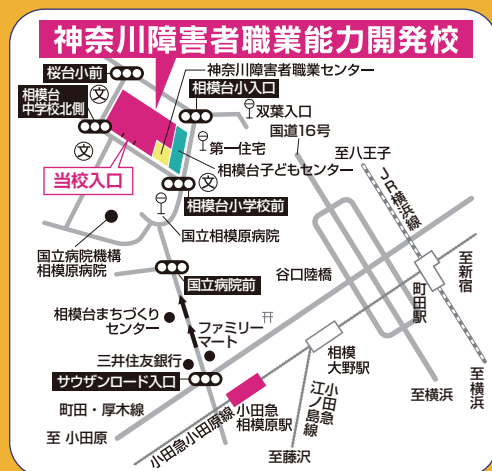 神奈川障害者職業能力開発校
桜台小前
神奈川障害者職業センター
相模台
中学校北側
相模台小入口
文
双葉入口
国道16号
第一住宅
至八王子
文
相模台子どもセンター
JR横浜線
当校入口
文
相模台小学校前
国立相模原病院
国立病院機構
相模原病院
谷口陸橋
至新宿
国立病院前
町田駅
相模台まちづくり
センター
ファミリー
マート
相模
大野駅
三井住友銀行
サウザンロード入口
小田急
江ノ島線
至横浜
至横浜
町田・厚木線
小田急小田原線
小田急
相模原駅
至 小田原
至藤沢